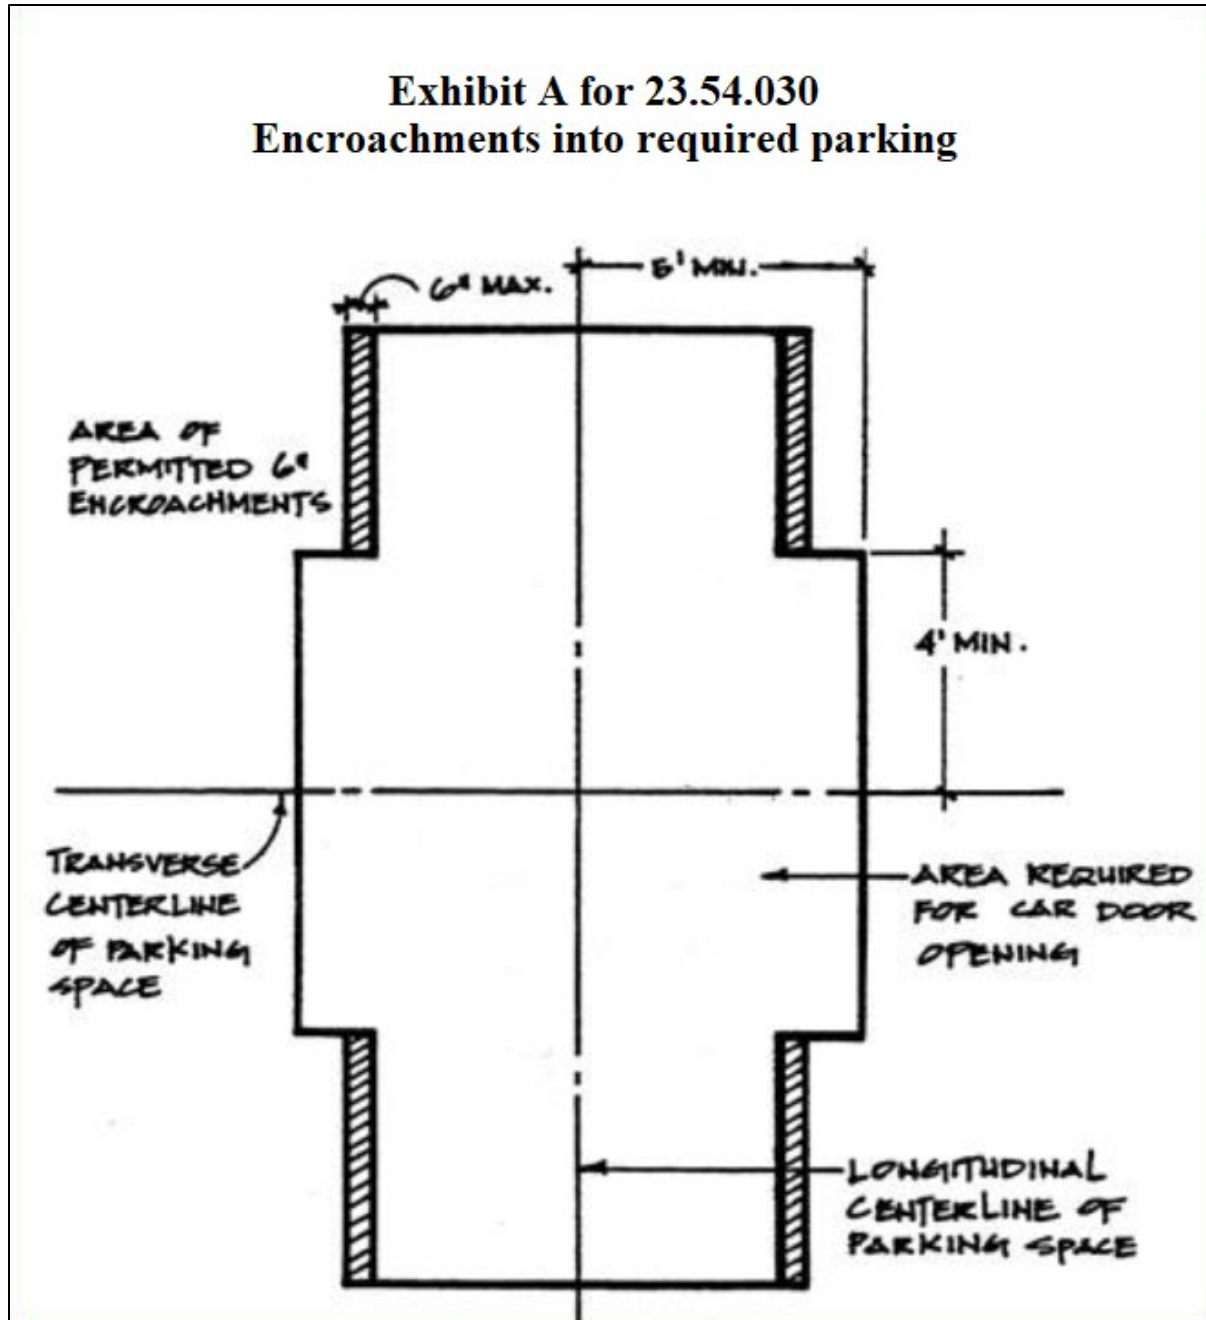 Exhibit A for 23.54.030
Encroachments into required parking
6" MAX.
5' MIN.
AREA OF
PERMITTED 6"
ENCROACHMENTS
4' MIN.
TRANSVERSE
CENTERLINE
OF PARKING
SPACE
AREA REQUIRED
FOR CAR DOOR
OPENING
LONGITUDINAL
CENTERLINE OF
PARKING SPACE